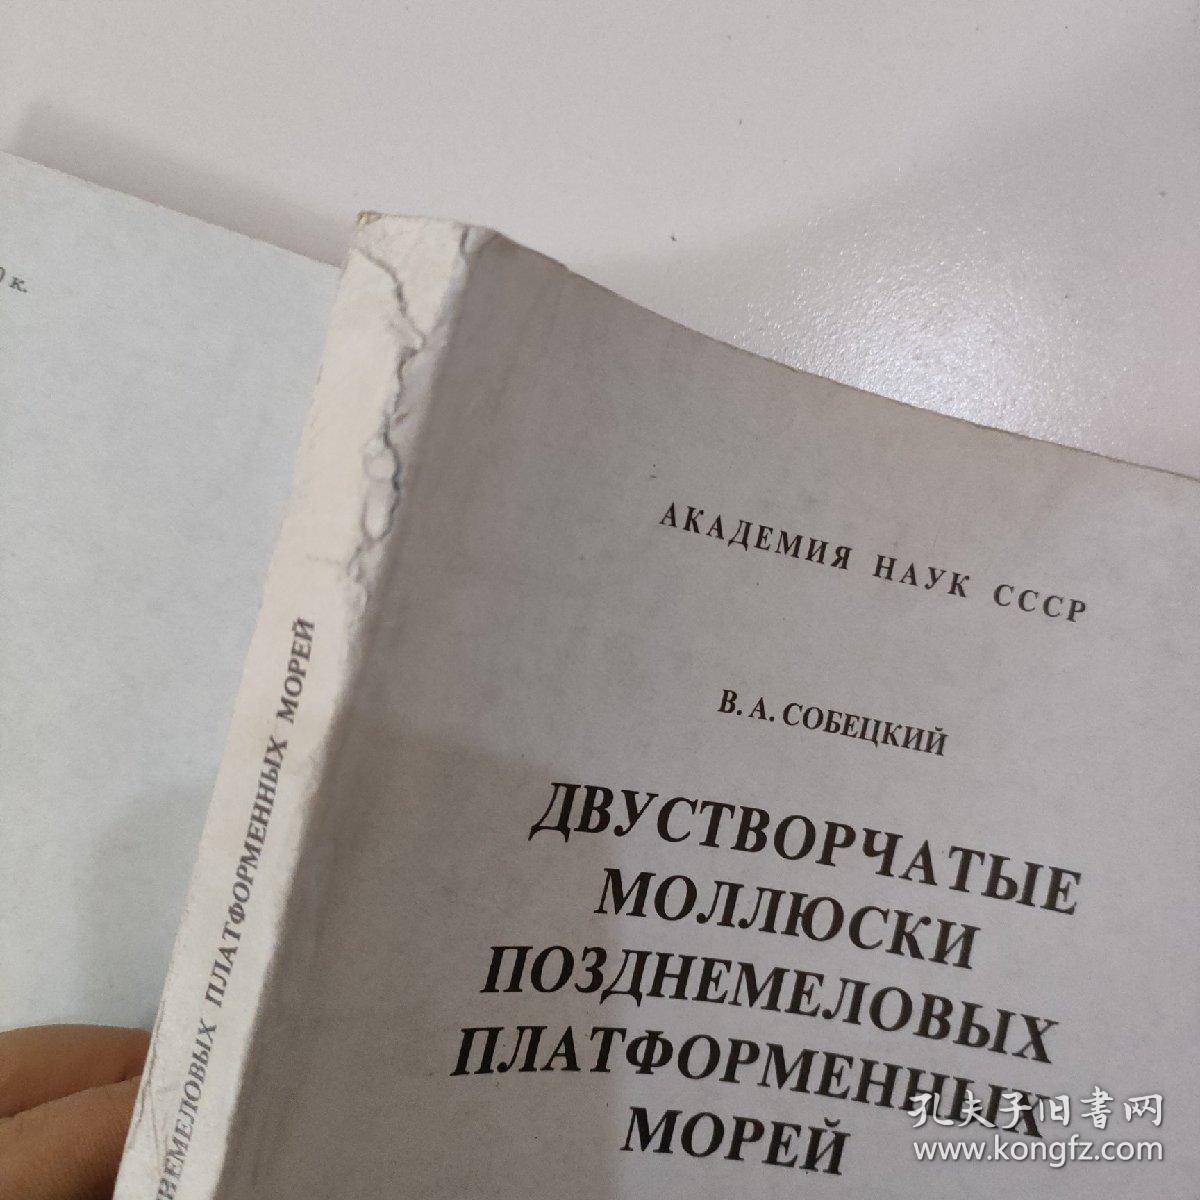 к.
АКАДЕМИЯ НАУК СССР
В. А. СОБЕЦКИЙ
ДВУСТВОРЧАТЫЕ
МОЛЛЮСКИ
ПОЗДНЕМЕЛОВЫХ
ПЛАТФОРМЕННЫХ
МОРЕЙ
НЕМЕЛОВЫХ ПЛАТФОРМЕННЫХ МОРЕЙ
孔夫子旧书网
www.kongfz.com